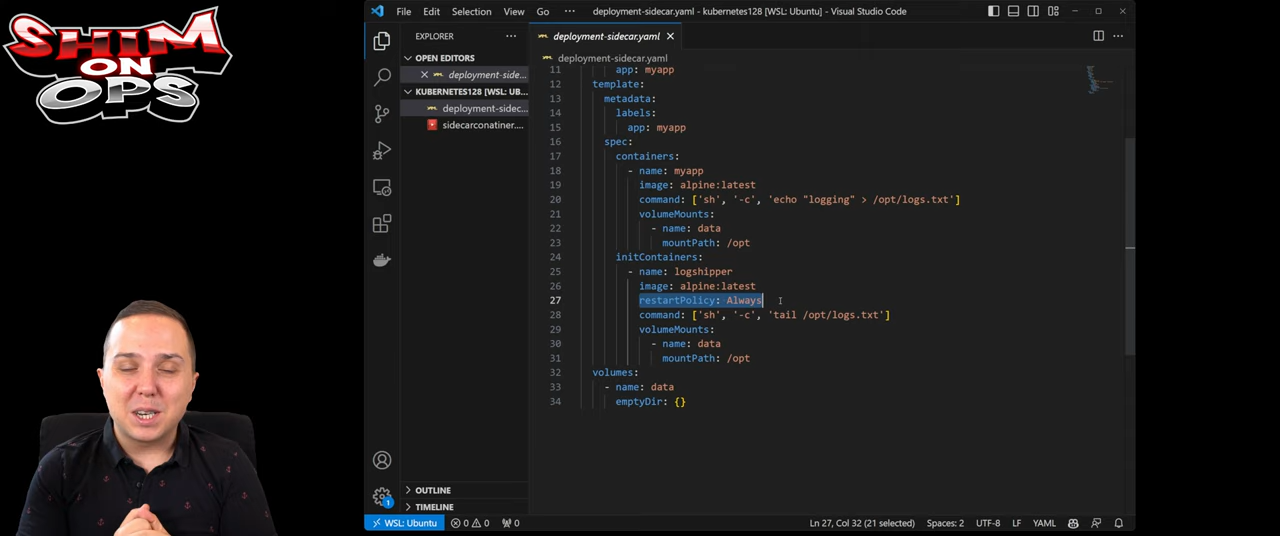 SHIM
ON
OPS
File Edit Selection View Go ··· deployment-sidecar.yaml - kubernetes128 [WSL: Ubuntu] - Visual Studio Code
EXPLORER ···
deployment-sidecar.yaml
OPEN EDITORS
deployment-side...
KUBERNETES128 [WSL: UB...
deployment-sidec...
sidecarconatiner....
deployment-sidecar.yaml
11 app: myapp
12 template:
13 metadata:
14 labels:
15 app: myapp
16 spec:
17 containers:
18 - name: myapp
19 image: alpine:latest
20 command: ['sh', '-c', 'echo "logging" > /opt/logs.txt']
21 volumeMounts:
22 - name: data
23 mountPath: /opt
24 initContainers:
25 - name: logshipper
26 image: alpine:latest
27 restartPolicy: Always
28 command: ['sh', '-c', 'tail /opt/logs.txt']
29 volumeMounts:
30 - name: data
31 mountPath: /opt
32 volumes:
33 - name: data
34 emptyDir: {}
OUTLINE
TIMELINE
1
WSL: Ubuntu 0 0 0 Ln 27, Col 32 (21 selected) Spaces: 2 UTF-8 LF YAML